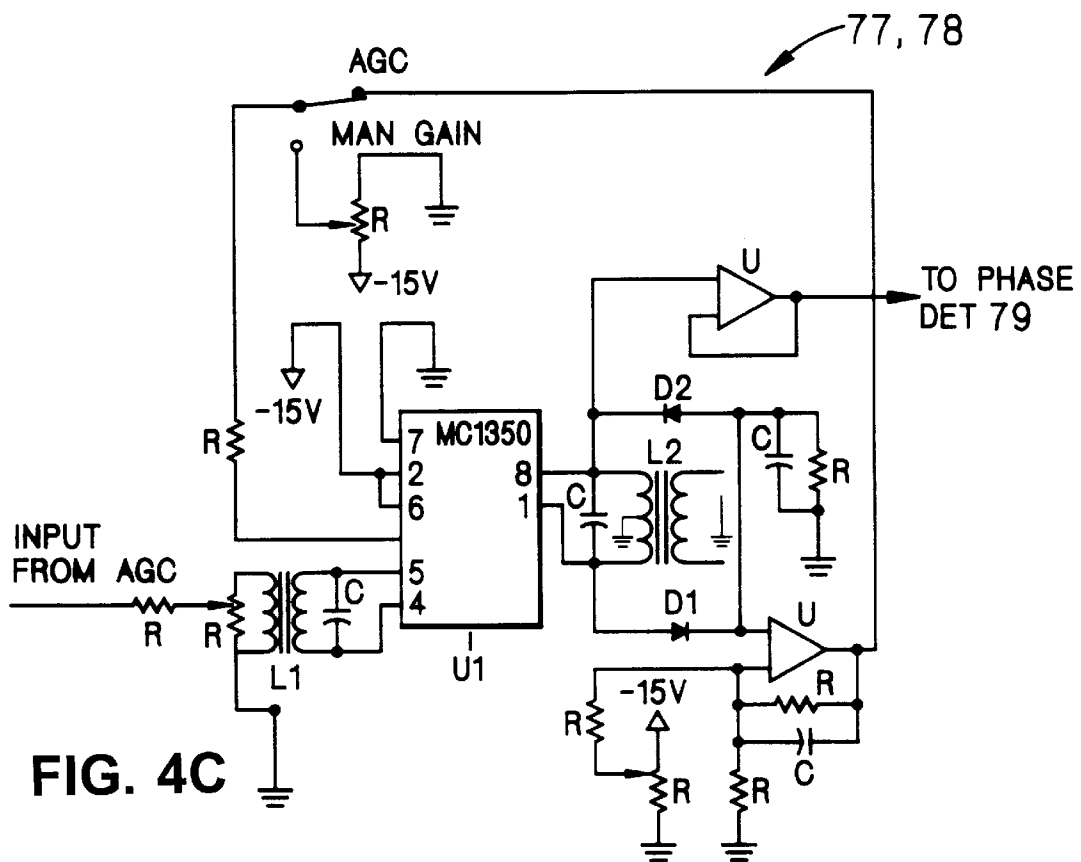 77, 78
AGC
MAN GAIN
R
-15V
U
TO PHASE
DET 79
-15V
R
MC1350
7
2
6
5
4
8
1
D2
L2
C
C
R
INPUT
FROM AGC
R
R
L1
C
U1
D1
U
-15V
R
R
R
C
R
FIG. 4C